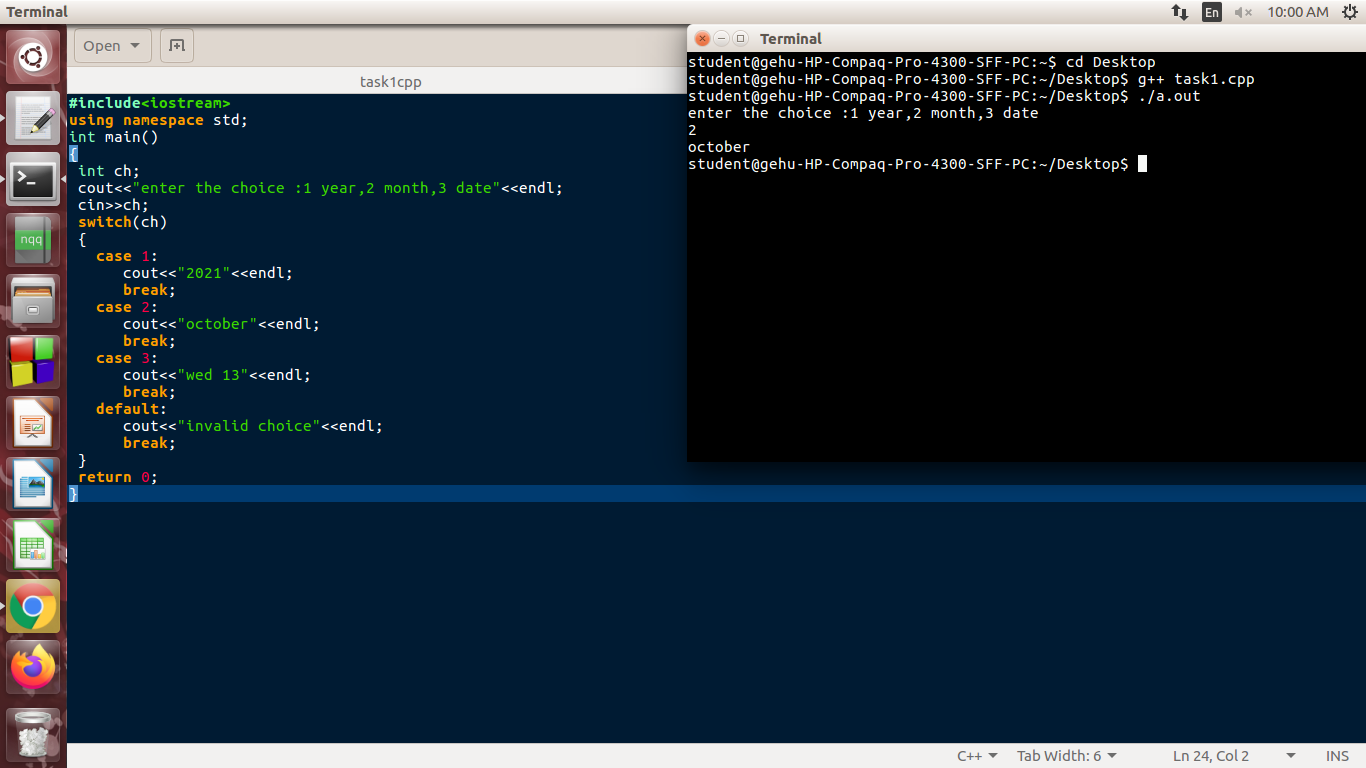 Terminal
En
10:00 AM
Open
task1cpp
#include<iostream>
using namespace std;
int main()
{
 int ch;
 cout<<"enter the choice :1 year,2 month,3 date"<<endl;
 cin>>ch;
 switch(ch)
 {
   case 1:
      cout<<"2021"<<endl;
      break;
   case 2:
      cout<<"october"<<endl;
      break;
   case 3:
      cout<<"wed 13"<<endl;
      break;
   default:
      cout<<"invalid choice"<<endl;
      break;
 }
 return 0;
}
Terminal
student@gehu-HP-Compaq-Pro-4300-SFF-PC:~$ cd Desktop
student@gehu-HP-Compaq-Pro-4300-SFF-PC:~/Desktop$ g++ task1.cpp
student@gehu-HP-Compaq-Pro-4300-SFF-PC:~/Desktop$ ./a.out
enter the choice :1 year,2 month,3 date
2
october
student@gehu-HP-Compaq-Pro-4300-SFF-PC:~/Desktop$
nqq
C++
Tab Width: 6
Ln 24, Col 2
INS